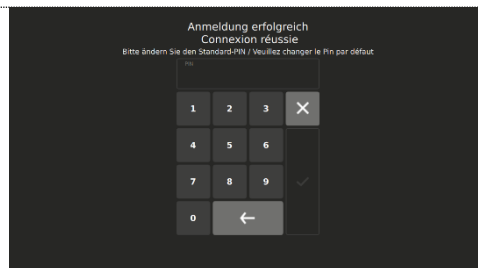 Anmeldung erfolgreich
Connexion réussie
Bitte ändern Sie den Standard-PIN / Veuillez changer le Pin par défaut
PIN
1 2 3
4 5 6
7 8 9
0